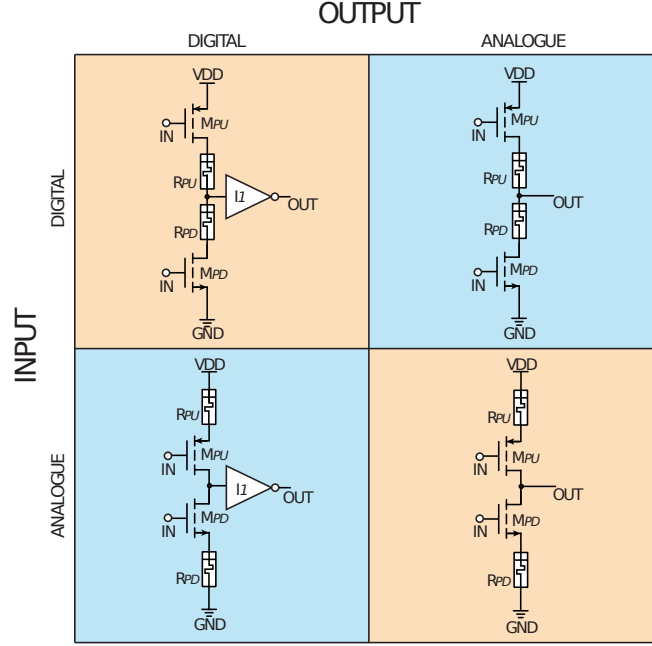 OUTPUT
DIGITAL
ANALOGUE
INPUT
DIGITAL
VDD
MPU
IN
RPU
I1
OUT
RPD
MPD
IN
GND
VDD
MPU
IN
RPU
OUT
RPD
MPD
IN
GND
ANALOGUE
VDD
RPU
MPU
IN
I1
OUT
MPD
IN
RPD
GND
VDD
RPU
MPU
IN
OUT
MPD
IN
RPD
GND